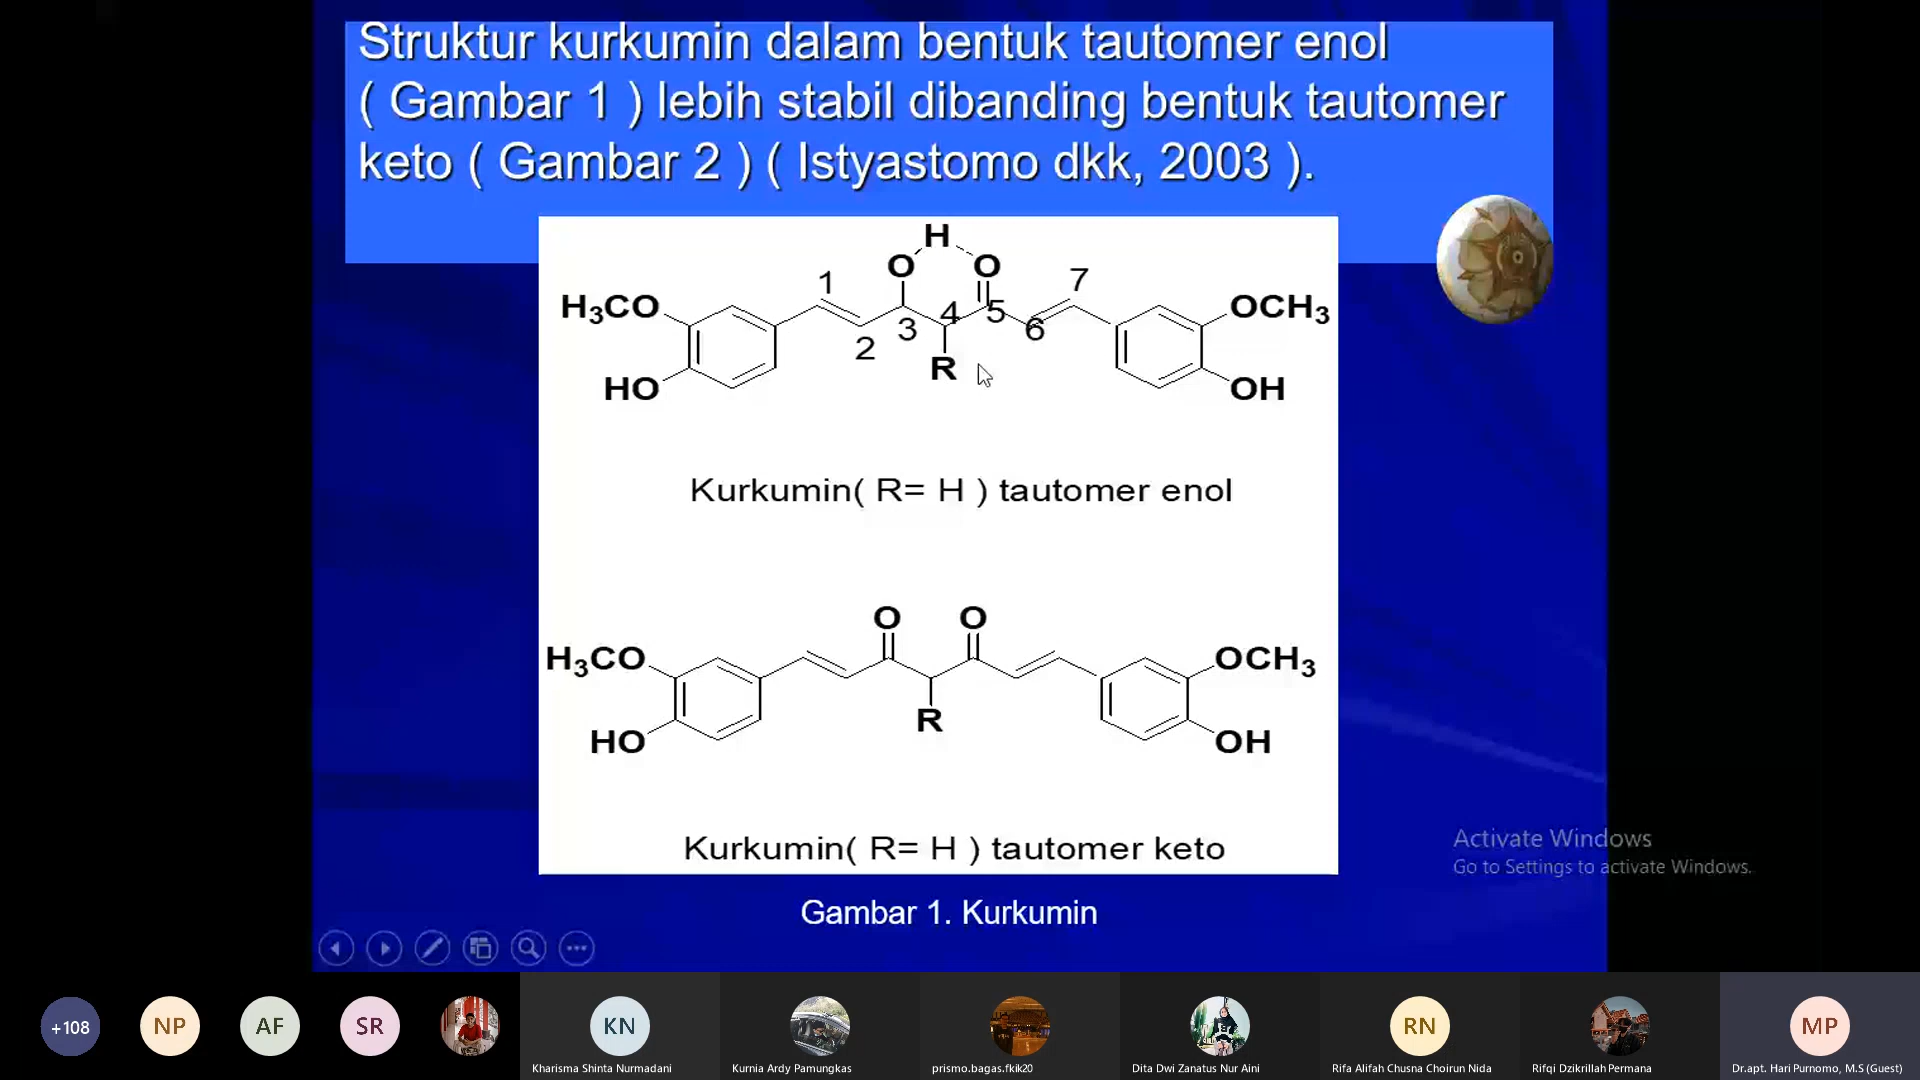 Struktur kurkumin dalam bentuk tautomer enol
( Gambar 1 ) lebih stabil dibanding bentuk tautomer
keto ( Gambar 2 ) ( Istyastomo dkk, 2003 ).
H
O O
1 7
H₃CO 4 5 OCH₃
3 6
2
R
HO OH
Kurkumin( R= H ) tautomer enol
O O
H₃CO OCH₃
R
HO OH
Kurkumin( R= H ) tautomer keto
Gambar 1. Kurkumin
Activate Windows
Go to Settings to activate Windows.
+108 NP AF SR KN RN MP
Kharisma Shinta Nurmadani Kurnia Ardy Pamungkas prismo.bagas.fkik20 Dita Dwi Zanatus Nur Aini Rifa Alifah Chusna Choirun Nida Rifqi Dzikrillah Permana Dr.apt. Hari Purnomo, M.S (Guest)